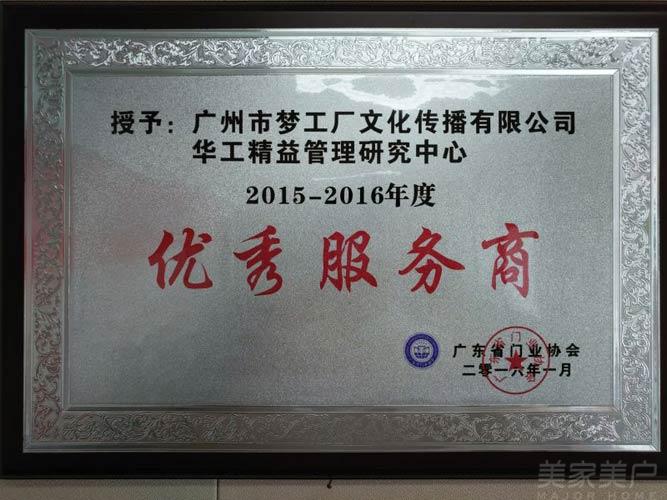 授予：广州市梦工厂文化传播有限公司
华工精益管理研究中心
2015-2016年度
优秀服务商
广东省门业协会
二零一六年一月
美家美户